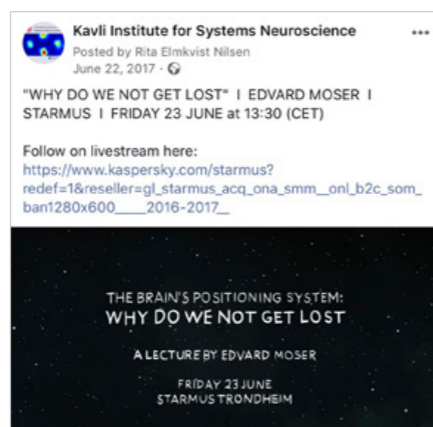 Kavli Institute for Systems Neuroscience
Posted by Rita Elmkvist Nilsen
June 22, 2017 ·
"WHY DO WE NOT GET LOST" I EDVARD MOSER I
STARMUS I FRIDAY 23 JUNE at 13:30 (CET)
Follow on livestream here:
https://www.kaspersky.com/starmus?
redef=1&reseller=gl_starmus_acq_ona_smm__onl_b2c_som_
ban1280x600_____2016-2017__
THE BRAIN'S POSITIONING SYSTEM:
WHY DO WE NOT GET LOST
A LECTURE BY EDVARD MOSER
FRIDAY 23 JUNE
STARMUS TRONDHEIM